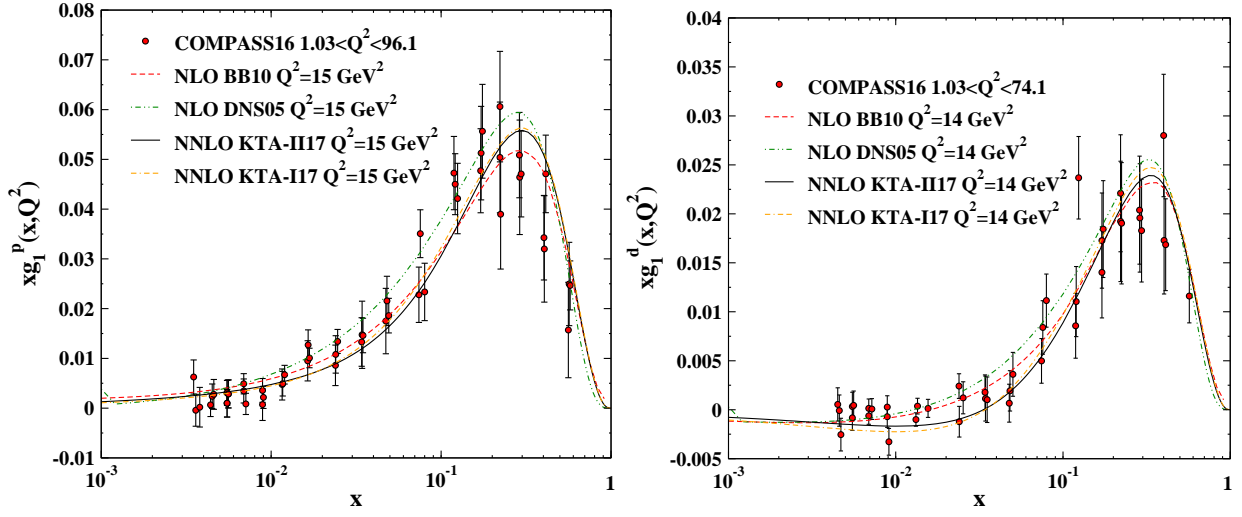 0.08
0.07
0.06
0.05
0.04
0.03
0.02
0.01
0
-0.01
xg₁ᵖ(x,Q²)
COMPASS16 1.03<Q²<96.1
NLO BB10 Q²=15 GeV²
NLO DNS05 Q²=15 GeV²
NNLO KTA-II17 Q²=15 GeV²
NNLO KTA-I17 Q²=15 GeV²
10⁻³ 10⁻² 10⁻¹ 1
x
0.04
0.035
0.03
0.025
0.02
0.015
0.01
0.005
0
-0.005
xg₁ᵈ(x,Q²)
COMPASS16 1.03<Q²<74.1
NLO BB10 Q²=14 GeV²
NLO DNS05 Q²=14 GeV²
NNLO KTA-II17 Q²=14 GeV²
NNLO KTA-I17 Q²=14 GeV²
10⁻³ 10⁻² 10⁻¹ 1
x